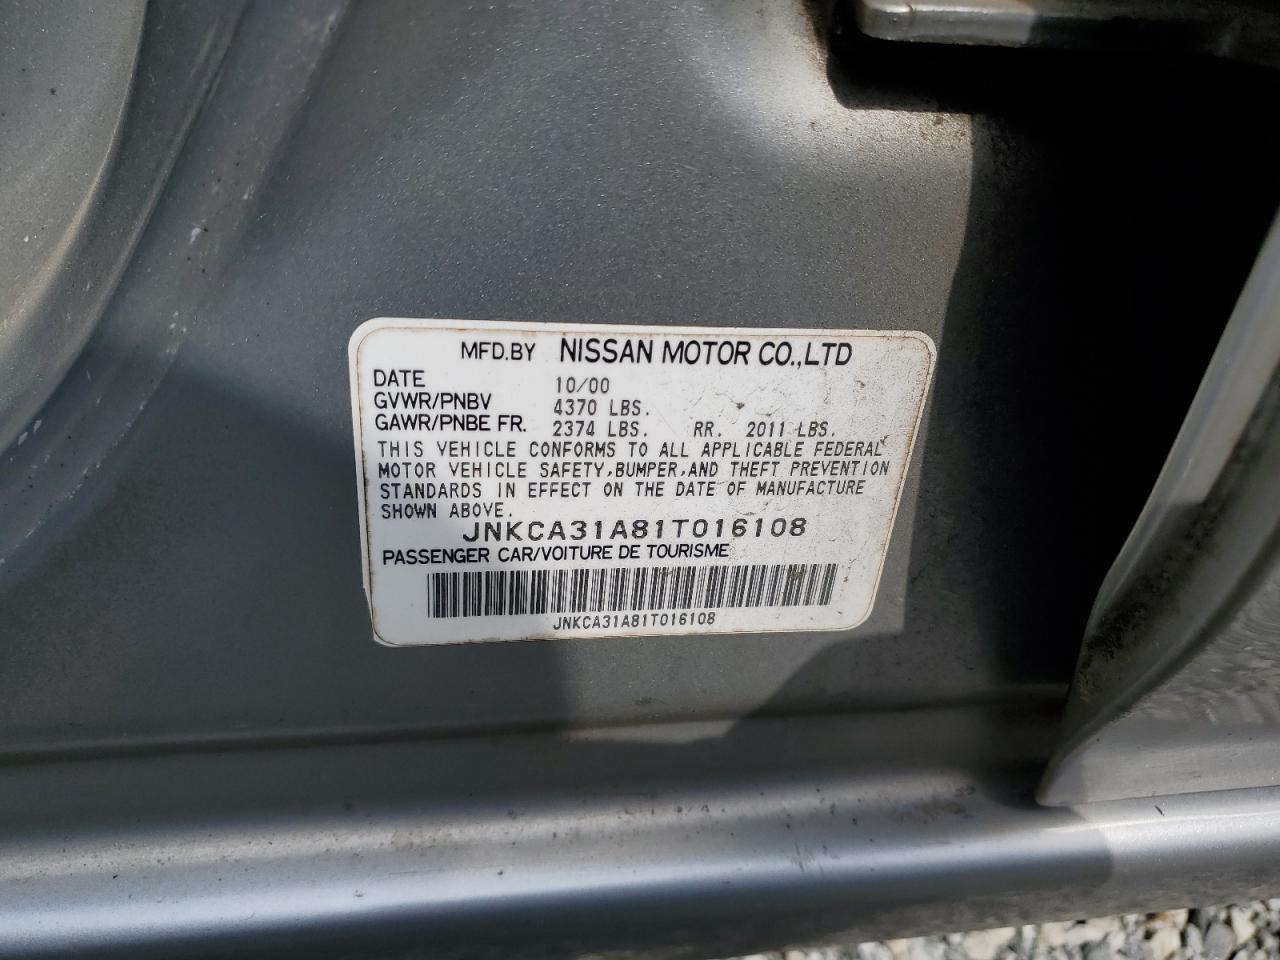 MFD.BY NISSAN MOTOR CO.,LTD
DATE 10/00
GVWR/PNBV 4370 LBS.
GAWR/PNBE FR. 2374 LBS. RR. 2011 LBS.
THIS VEHICLE CONFORMS TO ALL APPLICABLE FEDERAL
MOTOR VEHICLE SAFETY,BUMPER,AND THEFT PREVENTION
STANDARDS IN EFFECT ON THE DATE OF MANUFACTURE
SHOWN ABOVE.
JNKCA31A81T016108
PASSENGER CAR/VOITURE DE TOURISME
JNKCA31A81T016108